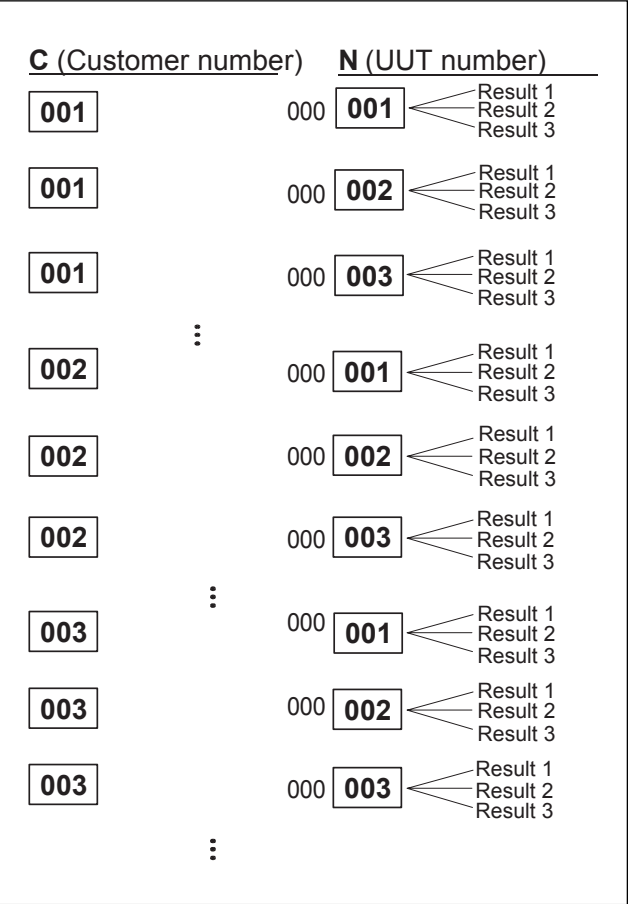 C (Customer number) N (UUT number)
001 000 001 Result 1
Result 2
Result 3
001 000 002 Result 1
Result 2
Result 3
001 000 003 Result 1
Result 2
Result 3
⋮
002 000 001 Result 1
Result 2
Result 3
002 000 002 Result 1
Result 2
Result 3
002 000 003 Result 1
Result 2
Result 3
⋮
003 000 001 Result 1
Result 2
Result 3
003 000 002 Result 1
Result 2
Result 3
003 000 003 Result 1
Result 2
Result 3
⋮